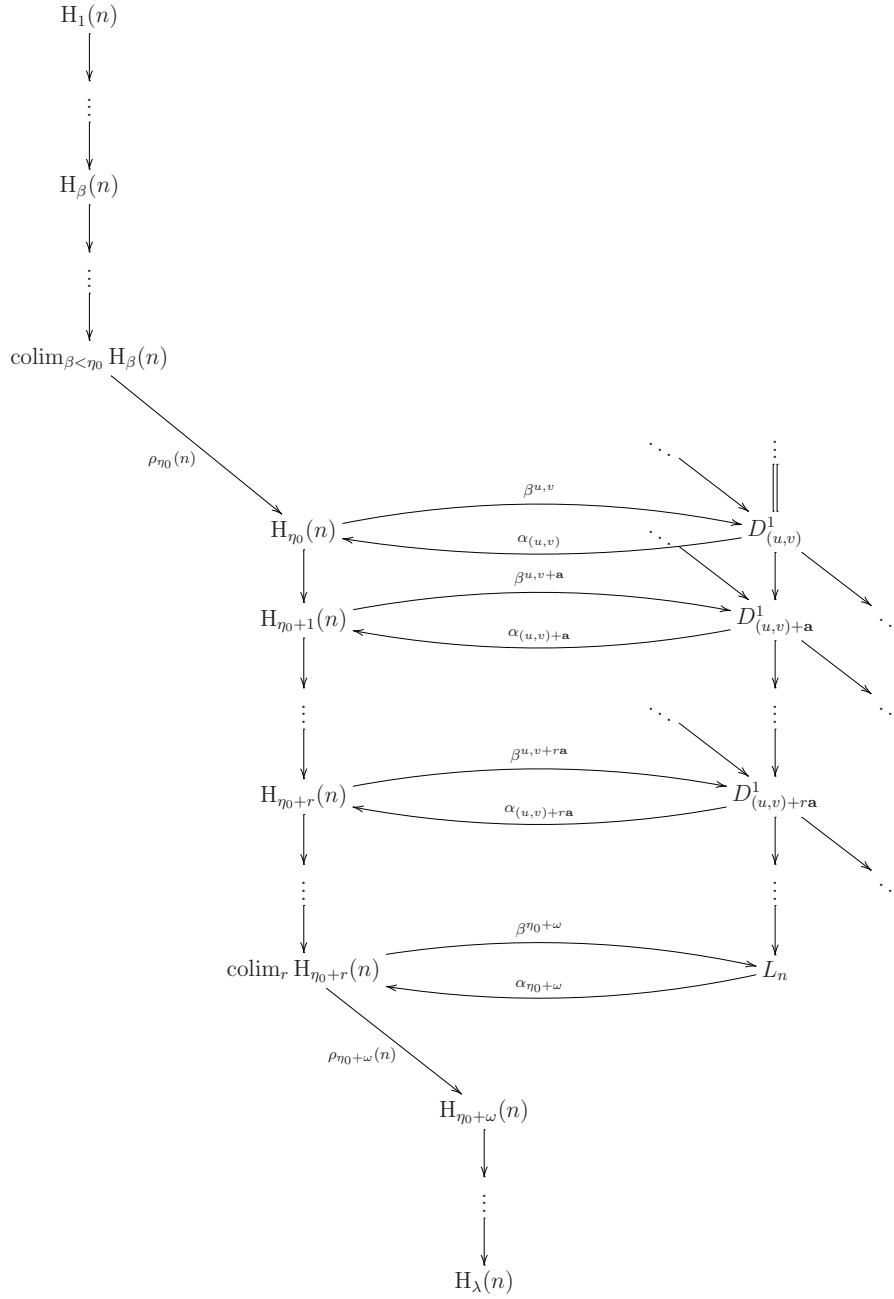 H₁(n)
⋮
H_β(n)
⋮
colim_{β<η₀} H_β(n)
⋱ ⋮
ρ_{η₀}(n)
β^{u,v}
H_{η₀}(n) D¹_{(u,v)}
α_{(u,v)}
⋱
β^{u,v+𝐚}
H_{η₀+1}(n) D¹_{(u,v)+𝐚} ⋱
α_{(u,v)+𝐚}
⋮ ⋱ ⋮ ⋱
β^{u,v+r𝐚}
H_{η₀+r}(n) D¹_{(u,v)+r𝐚}
α_{(u,v)+r𝐚}
⋮ ⋮ ⋱
β^{η₀+ω}
colim_r H_{η₀+r}(n) L_n
α_{η₀+ω}
ρ_{η₀+ω}(n)
H_{η₀+ω}(n)
⋮
H_λ(n)